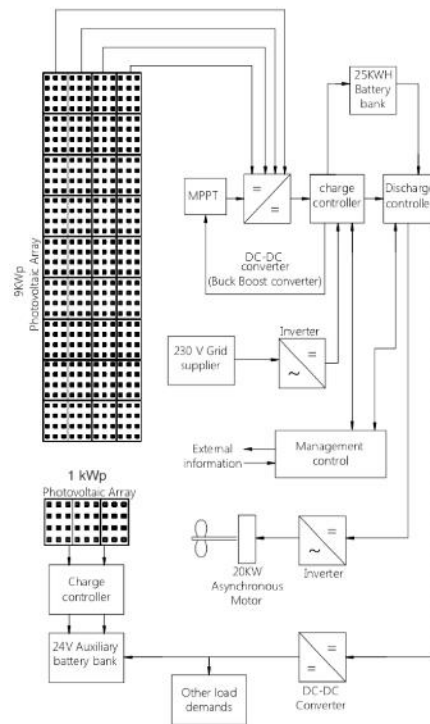 25KWH
Battery
bank
9KWp
Photovoltaic Array
MPPT
=
=
charge
controller
Discharge
controller
DC-DC
converter
(Buck Boost converter)
Inverter
230 V Grid
supplier
=
~
External
information
Management
control
1 kWp
Photovoltaic Array
Charge
controller
20KW
Asynchronous
Motor
=
~
Inverter
24V Auxiliary
battery bank
Other load
demands
=
=
DC-DC
Converter